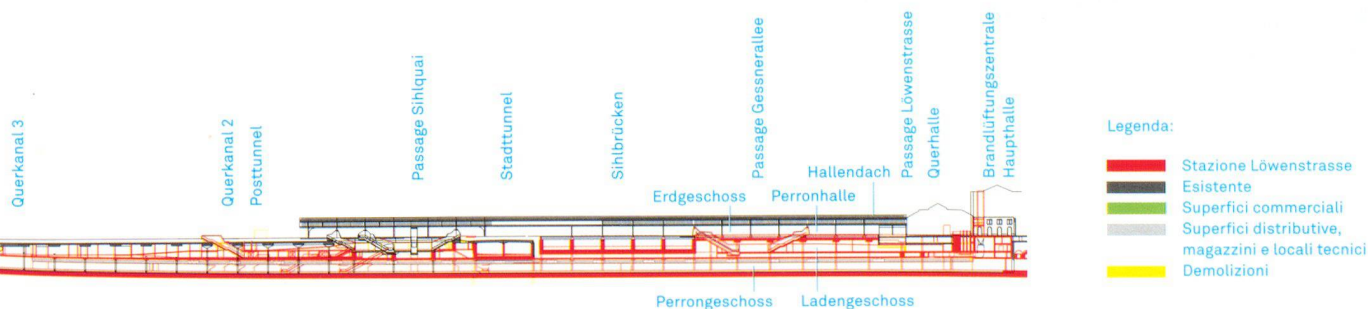 Querkanal 3
Querkanal 2
Posttunnel
Passage Sihlquai
Stadttunnel
Sihlbrücken
Passage Gessnerallee
Passage Löwenstrasse
Querhalle
Brandlüftungszentrale
Haupthalle
Hallendach
Erdgeschoss
Perronhalle
Perrongeschoss
Ladengeschoss
Legenda:
Stazione Löwenstrasse
Esistente
Superfici commerciali
Superfici distributive,
magazzini e locali tecnici
Demolizioni